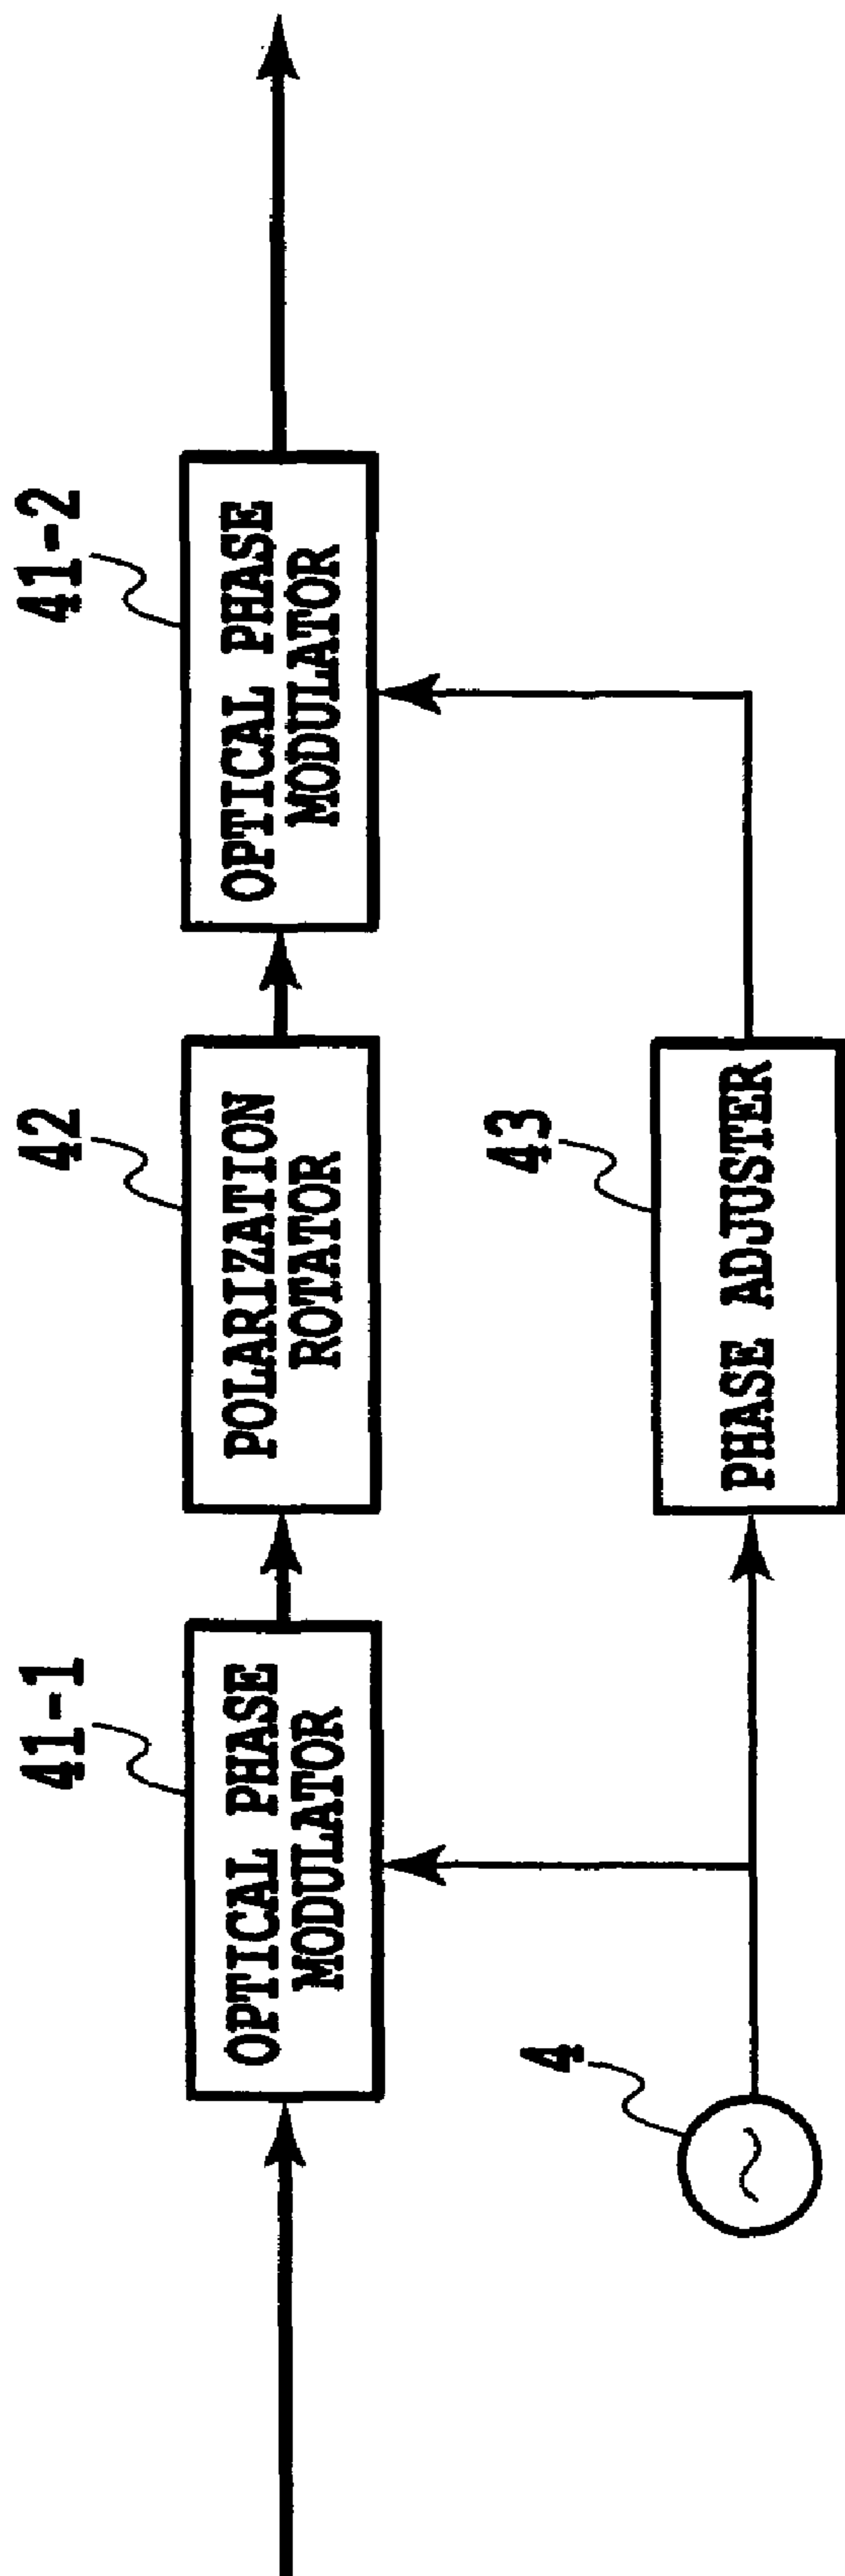 41-1
OPTICAL PHASE
MODULATOR
42
POLARIZATION
ROTATOR
41-2
OPTICAL PHASE
MODULATOR
4
~
43
PHASE ADJUSTER